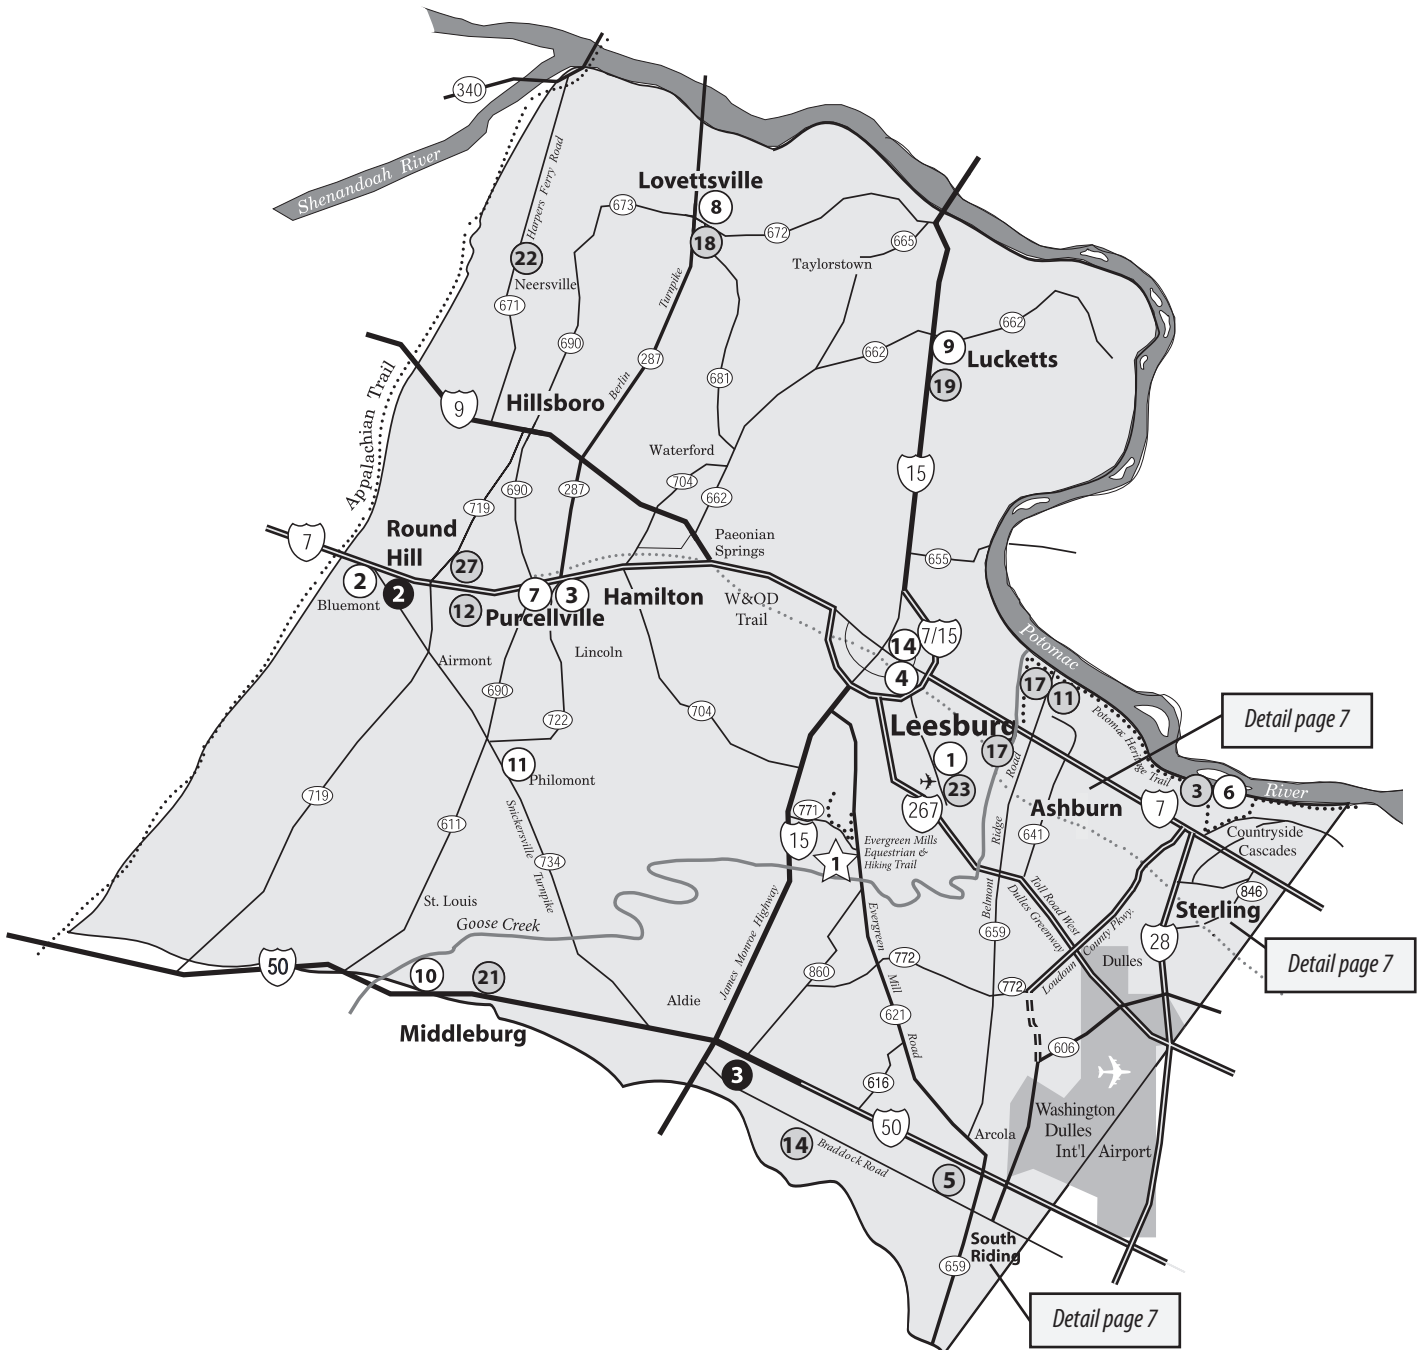 340
Shenandoah River
Harpers Ferry Road
Lovettsville
8
673
18
672
665
22
Neersville
Taylorstown
671
Turnpike
690
287
662
662
9
Lucketts
19
Appalachian Trail
681
Berlin
9
Hillsboro
Waterford
704
15
690
287
662
719
7
Round
Hill
Paeonian
Springs
655
27
2
2
Bluemont
12
7
3
Hamilton
Purcellville
W&OD
Trail
14
7/15
4
Potomac
Lincoln
Airmont
690
722
704
17
11
Potomac Heritage Trail
Detail page 7
Leesburg
17
1
23
Road
11
Philomont
719
611
Snickersville
734
Turnpike
771
15
1
Evergreen Mills
Equestrian &
Hiking Trail
267
Ridge
641
Ashburn
7
3
6
River
Countryside
Cascades
846
Sterling
28
Detail page 7
St. Louis
Goose Creek
James Monroe Highway
Evergreen
Belmont
659
Toll Road West
Dulles Greenway
Loudoun County Pkwy.
Dulles
50
10
21
Middleburg
Aldie
860
772
Mill
772
621
Road
606
616
3
50
Arcola
Washington
Dulles
Int'l Airport
14
Braddock Road
5
South
Riding
659
Detail page 7